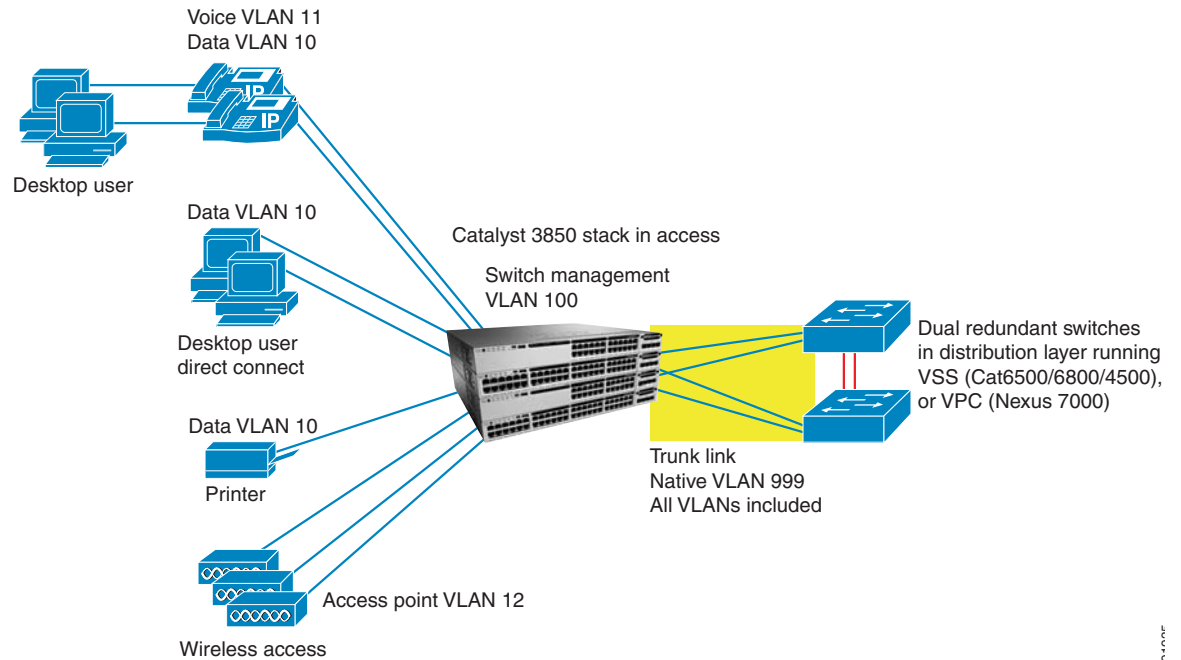 Voice VLAN 11
Data VLAN 10
IP
IP
Desktop user
Data VLAN 10
Desktop user
direct connect
Data VLAN 10
Printer
Access point VLAN 12
Wireless access
Catalyst 3850 stack in access
Switch management
VLAN 100
Trunk link
Native VLAN 999
All VLANs included
Dual redundant switches
in distribution layer running
VSS (Cat6500/6800/4500),
or VPC (Nexus 7000)